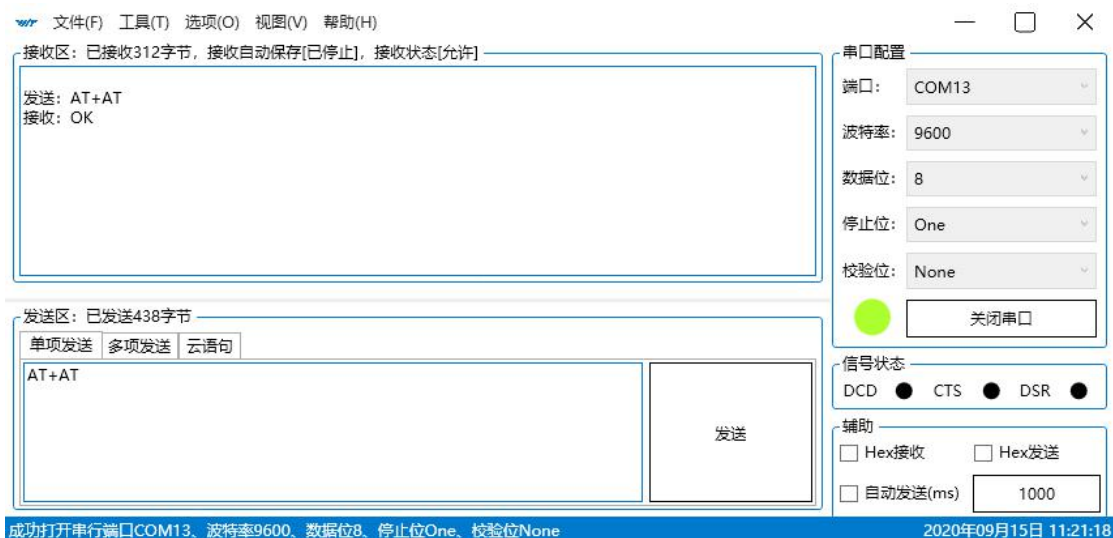 文件(F) 工具(T) 选项(O) 视图(V) 帮助(H)
接收区：已接收312字节，接收自动保存[已停止]，接收状态[允许]
发送：AT+AT
接收：OK
串口配置
端口： COM13
波特率： 9600
数据位： 8
停止位： One
校验位： None
关闭串口
发送区：已发送438字节
单项发送 多项发送 云语句
AT+AT
发送
信号状态
DCD CTS DSR
辅助
Hex接收 Hex发送
自动发送(ms) 1000
成功打开串行端口COM13、波特率9600、数据位8、停止位One、校验位None
2020年09月15日 11:21:18